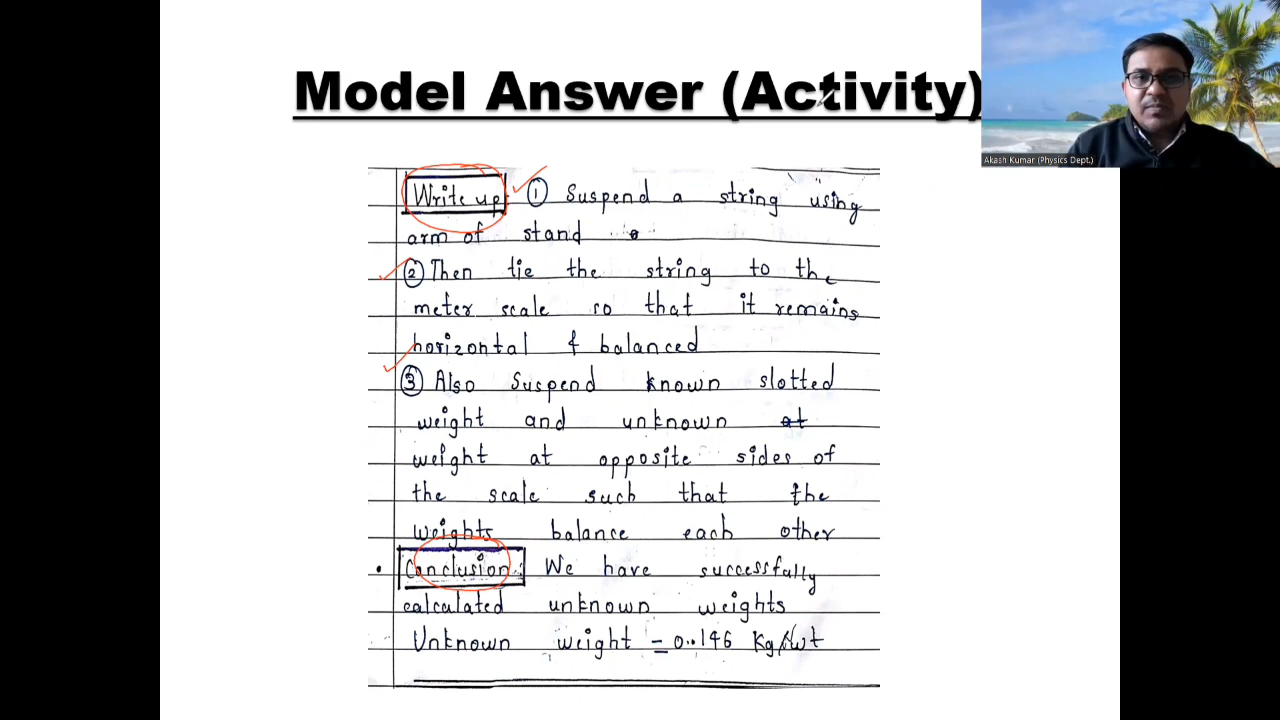 Model Answer (Activity)
Akash Kumar (Physics Dept.)
Write up ① Suspend a string using
arm of stand
② Then tie the string to the
meter scale so that it remains
horizontal & balanced
③ Also Suspend known slotted
weight and unknown at
weight at opposite sides of
the scale such that the
weights balance each other
• Conclusion: We have successfully
calculated unknown weights
Unknown weight = 0.146 Kg wt